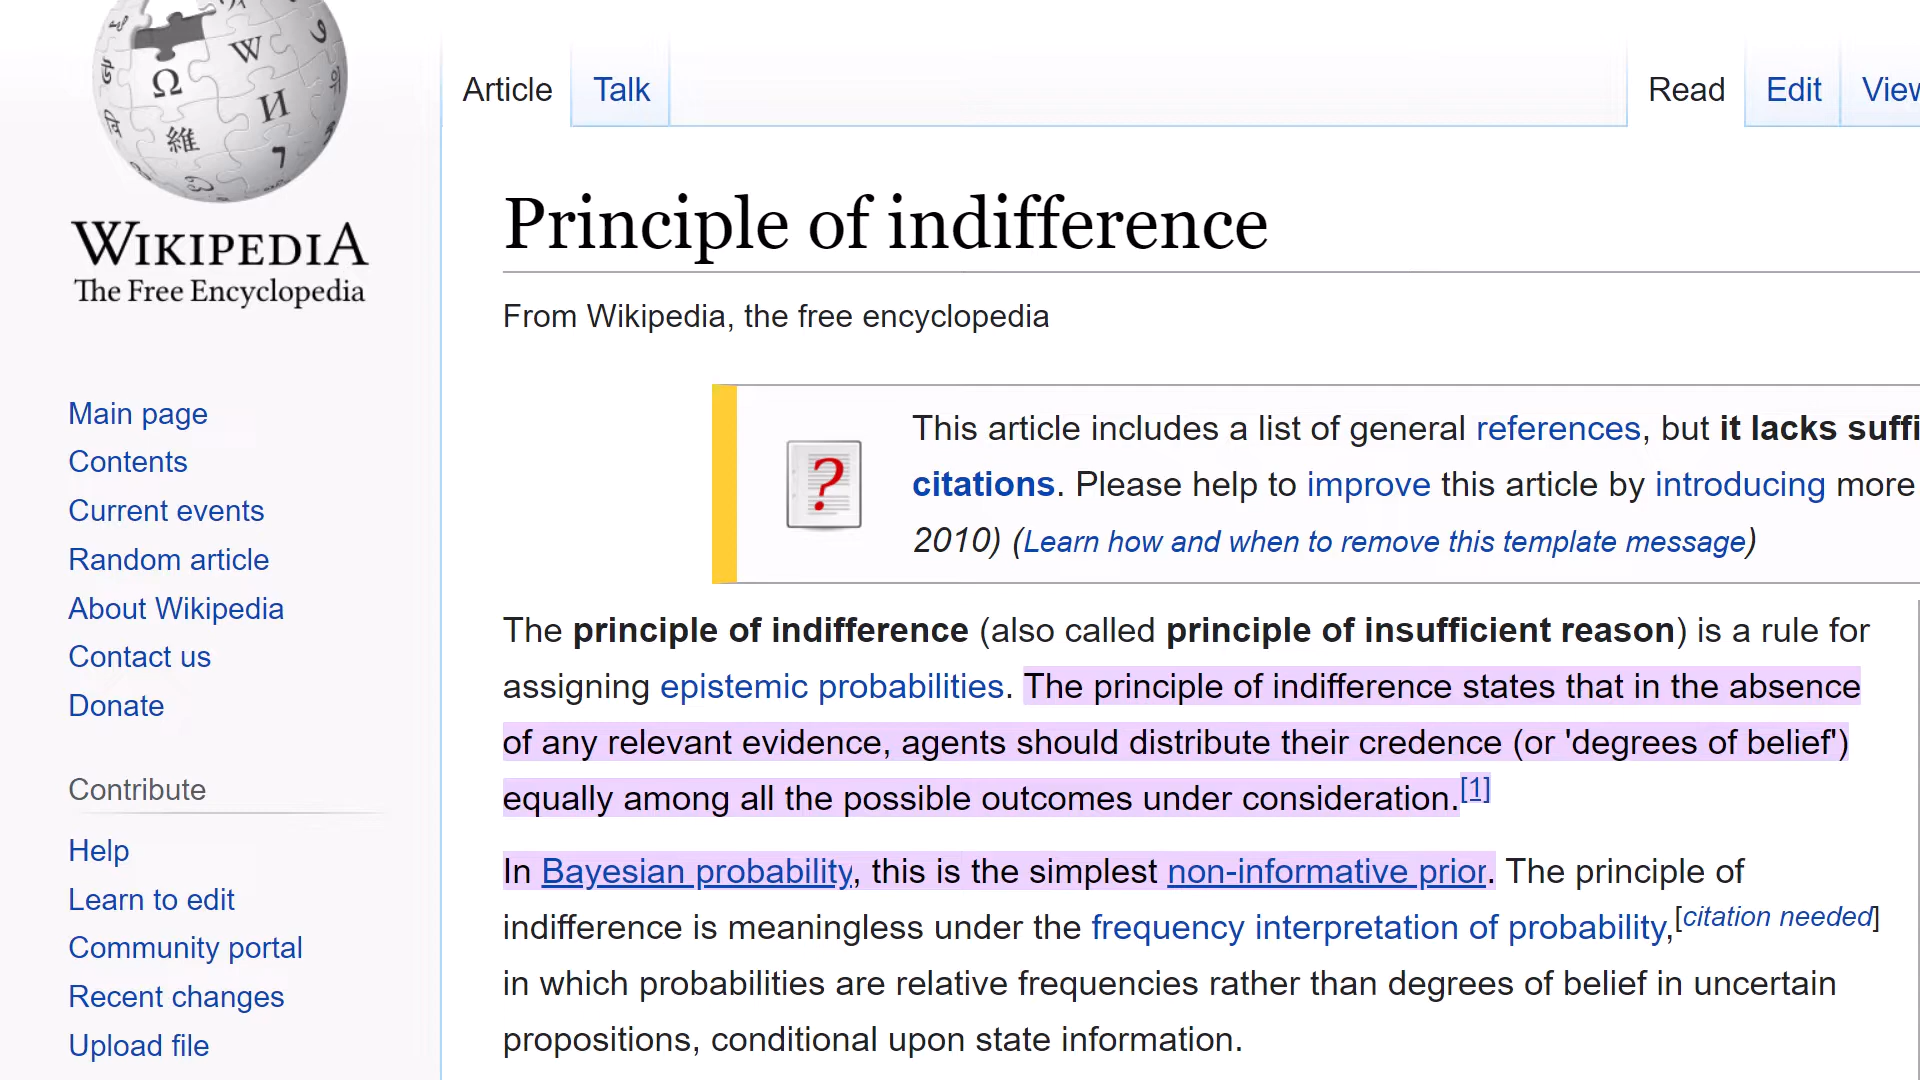 Article
Talk
Read
Edit
View
WIKIPEDIA
The Free Encyclopedia
Main page
Contents
Current events
Random article
About Wikipedia
Contact us
Donate
Contribute
Help
Learn to edit
Community portal
Recent changes
Upload file
Principle of indifference
From Wikipedia, the free encyclopedia
This article includes a list of general references, but it lacks suffi
citations. Please help to improve this article by introducing more
2010) (Learn how and when to remove this template message)
The principle of indifference (also called principle of insufficient reason) is a rule for
assigning epistemic probabilities. The principle of indifference states that in the absence
of any relevant evidence, agents should distribute their credence (or 'degrees of belief')
equally among all the possible outcomes under consideration.[1]
In Bayesian probability, this is the simplest non-informative prior. The principle of
indifference is meaningless under the frequency interpretation of probability,[citation needed]
in which probabilities are relative frequencies rather than degrees of belief in uncertain
propositions, conditional upon state information.